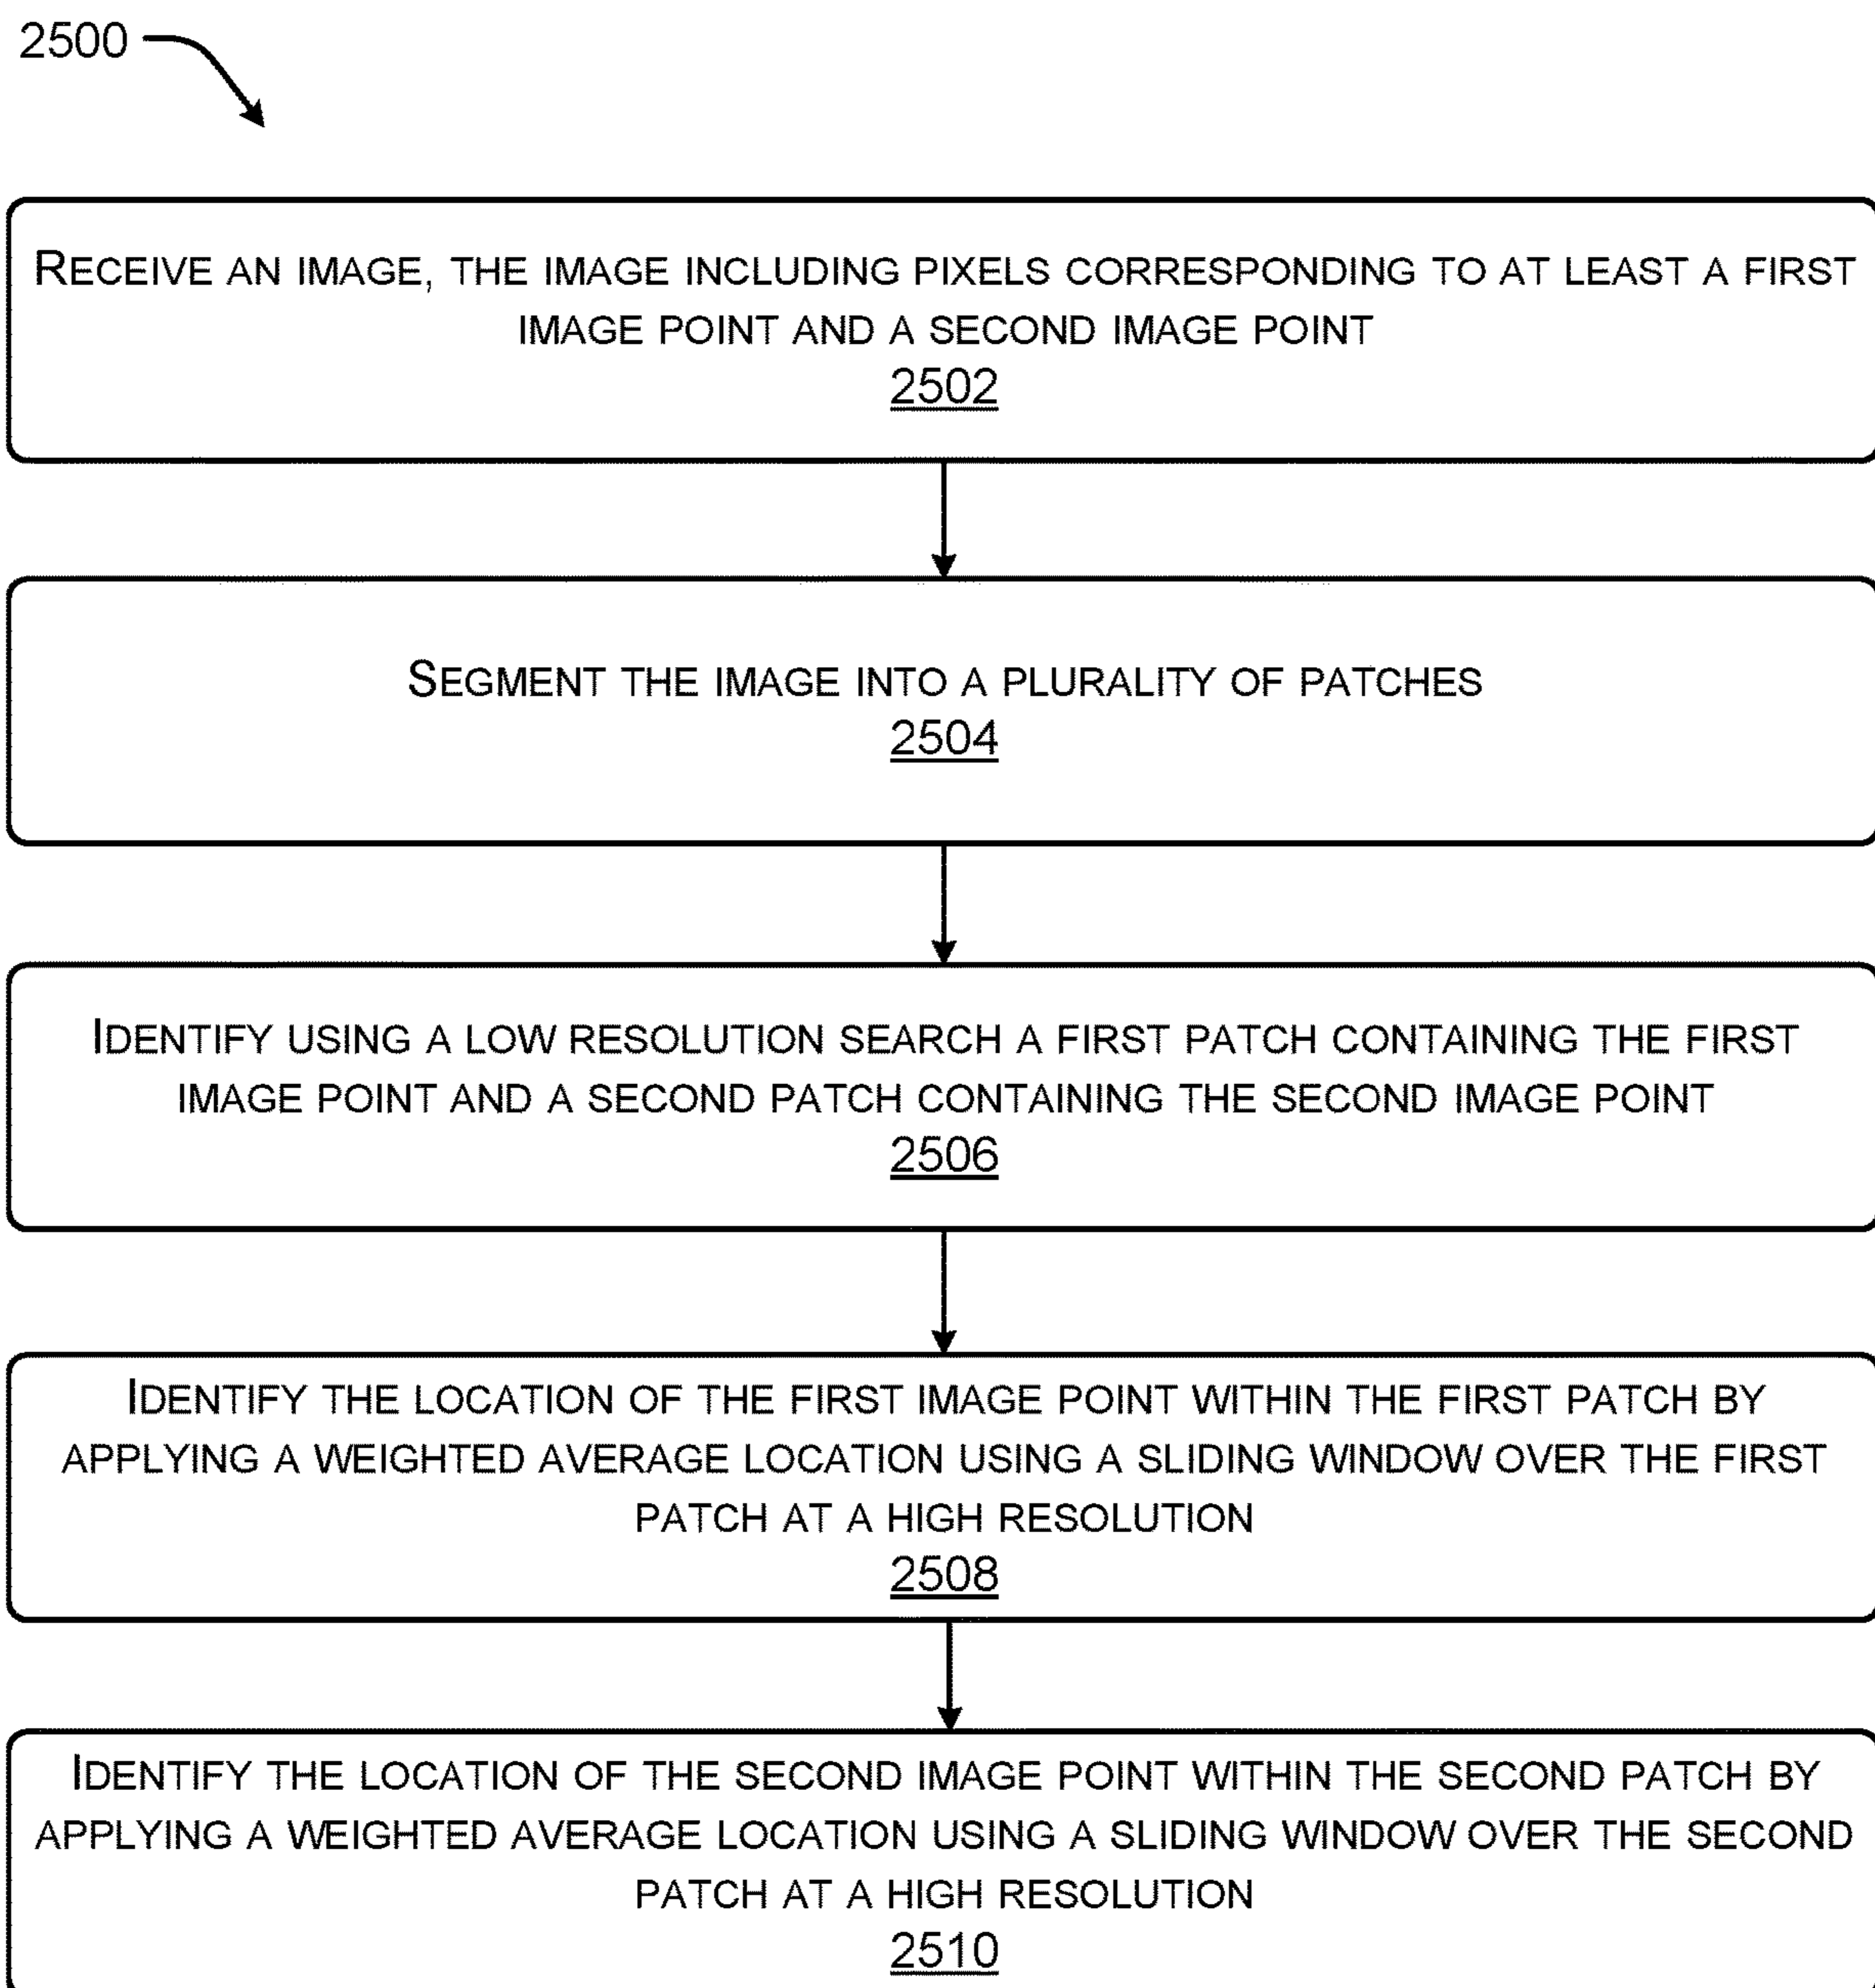 2500
RECEIVE AN IMAGE, THE IMAGE INCLUDING PIXELS CORRESPONDING TO AT LEAST A FIRST
IMAGE POINT AND A SECOND IMAGE POINT
2502
SEGMENT THE IMAGE INTO A PLURALITY OF PATCHES
2504
IDENTIFY USING A LOW RESOLUTION SEARCH A FIRST PATCH CONTAINING THE FIRST
IMAGE POINT AND A SECOND PATCH CONTAINING THE SECOND IMAGE POINT
2506
IDENTIFY THE LOCATION OF THE FIRST IMAGE POINT WITHIN THE FIRST PATCH BY
APPLYING A WEIGHTED AVERAGE LOCATION USING A SLIDING WINDOW OVER THE FIRST
PATCH AT A HIGH RESOLUTION
2508
IDENTIFY THE LOCATION OF THE SECOND IMAGE POINT WITHIN THE SECOND PATCH BY
APPLYING A WEIGHTED AVERAGE LOCATION USING A SLIDING WINDOW OVER THE SECOND
PATCH AT A HIGH RESOLUTION
2510